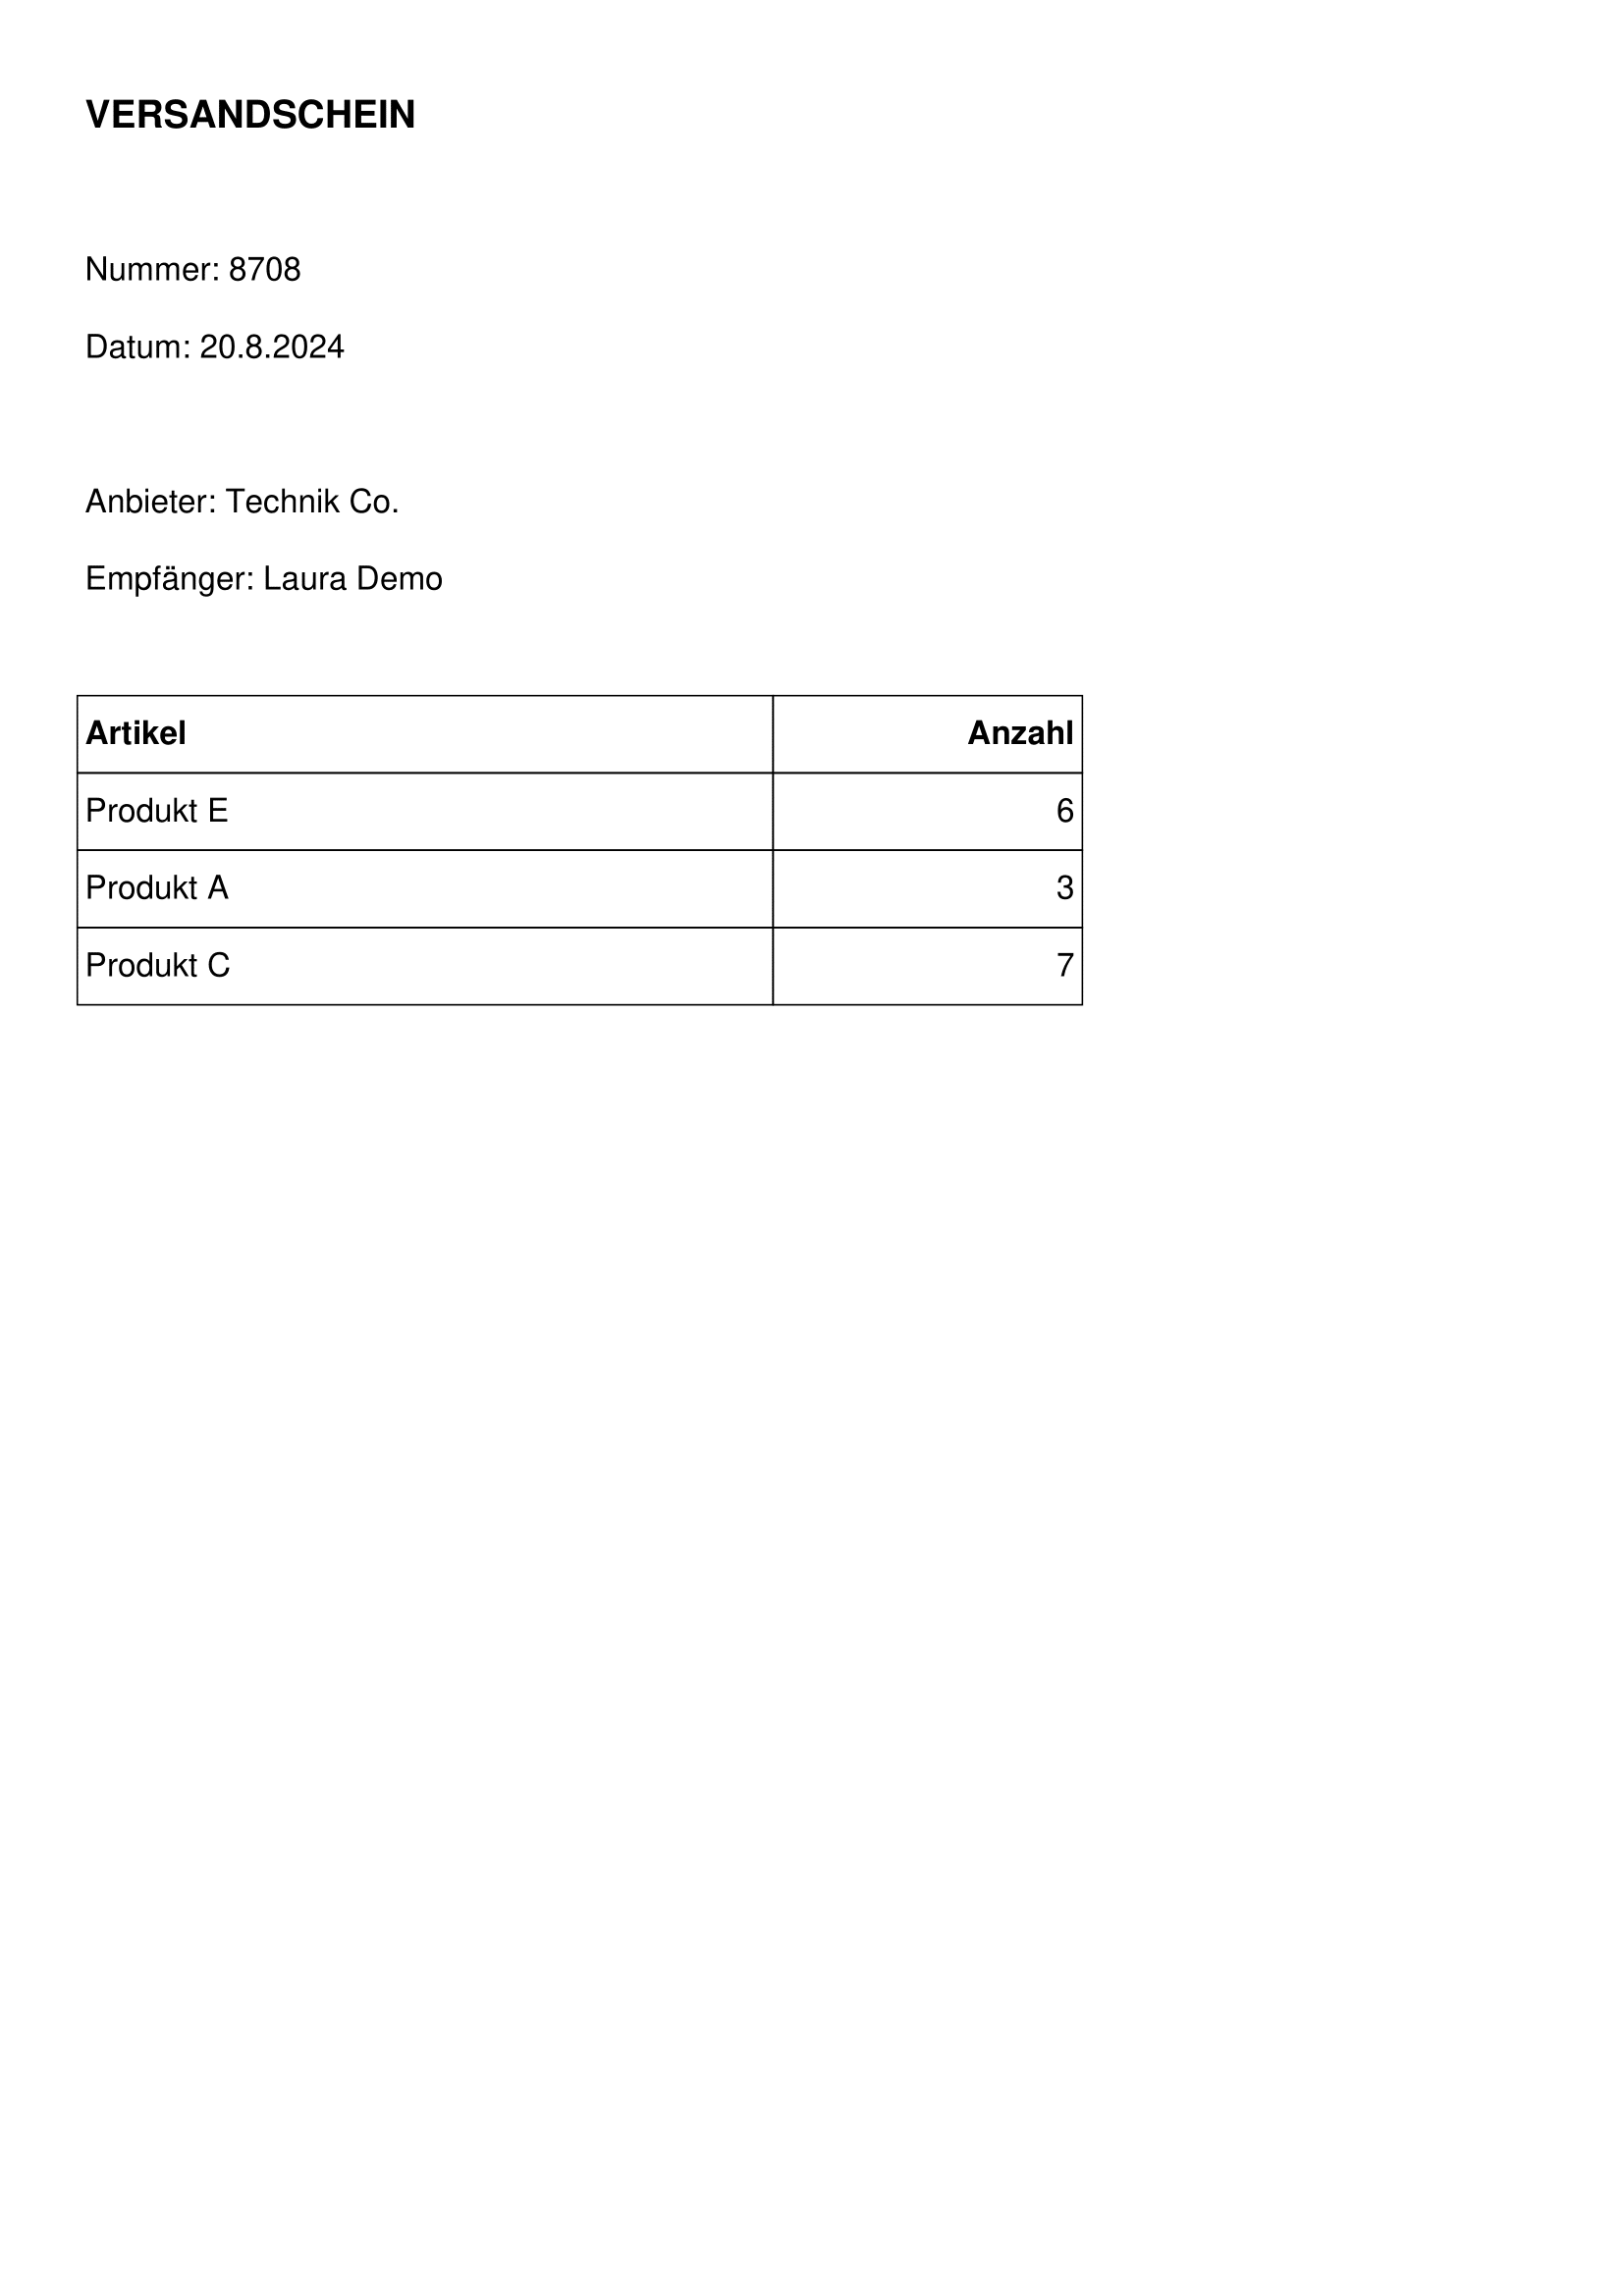 VERSANDSCHEIN
Nummer: 8708
Datum: 20.8.2024
Anbieter: Technik Co.
Empfänger: Laura Demo
Artikel Anzahl
Produkt E 6
Produkt A 3
Produkt C 7